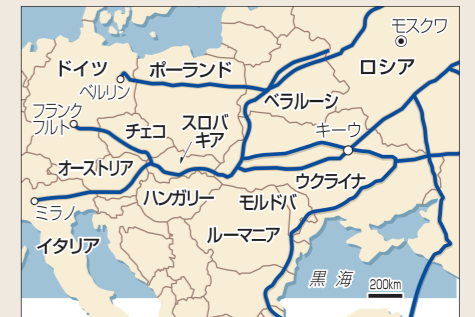 モスクワ
ドイツ
ポーランド
ロシア
ベルリン
ベラルーシ
フランク
フルト
チェコ
スロバ
キア
キーウ
オーストリア
ウクライナ
ハンガリー
モルドバ
ミラノ
ルーマニア
イタリア
黒海
200km